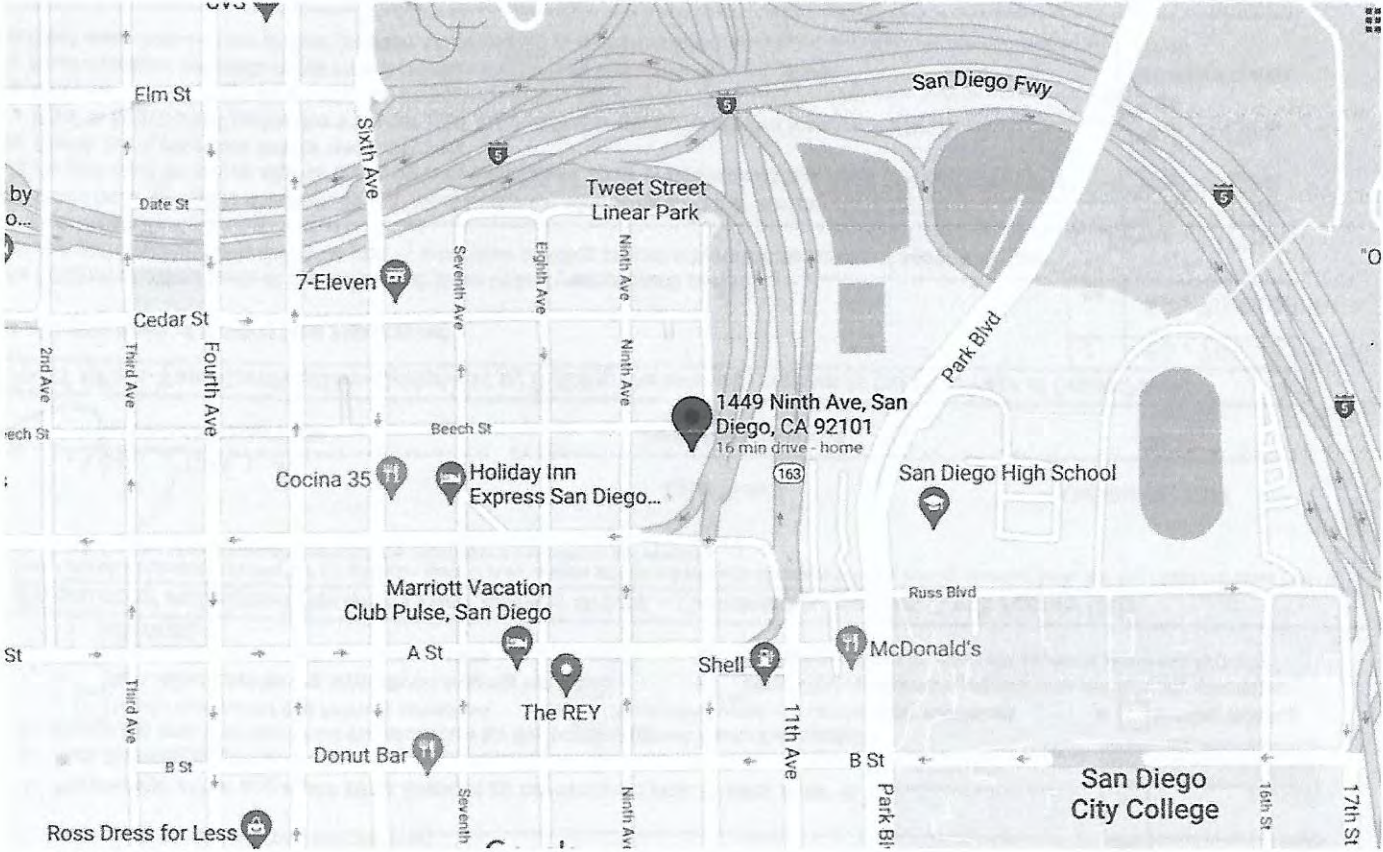 CVS
Elm St
San Diego Fwy
5
Sixth Ave
5
by
o...
Date St
Tweet Street
Linear Park
5
7-Eleven
Seventh Ave
Eighth Ave
Ninth Ave
"O
Cedar St
2nd Ave
Third Ave
Fourth Ave
Ninth Ave
Park Blvd
1449 Ninth Ave, San
Diego, CA 92101
16 min drive - home
5
eech St
Beech St
163
Cocina 35
Holiday Inn
Express San Diego...
San Diego High School
Marriott Vacation
Club Pulse, San Diego
Russ Blvd
St
A St
Shell
McDonald's
Third Ave
The REY
11th Ave
Donut Bar
B St
B St
San Diego
City College
Seventh
Ninth Ave
Park Blv
16th St
17th St
Ross Dress for Less